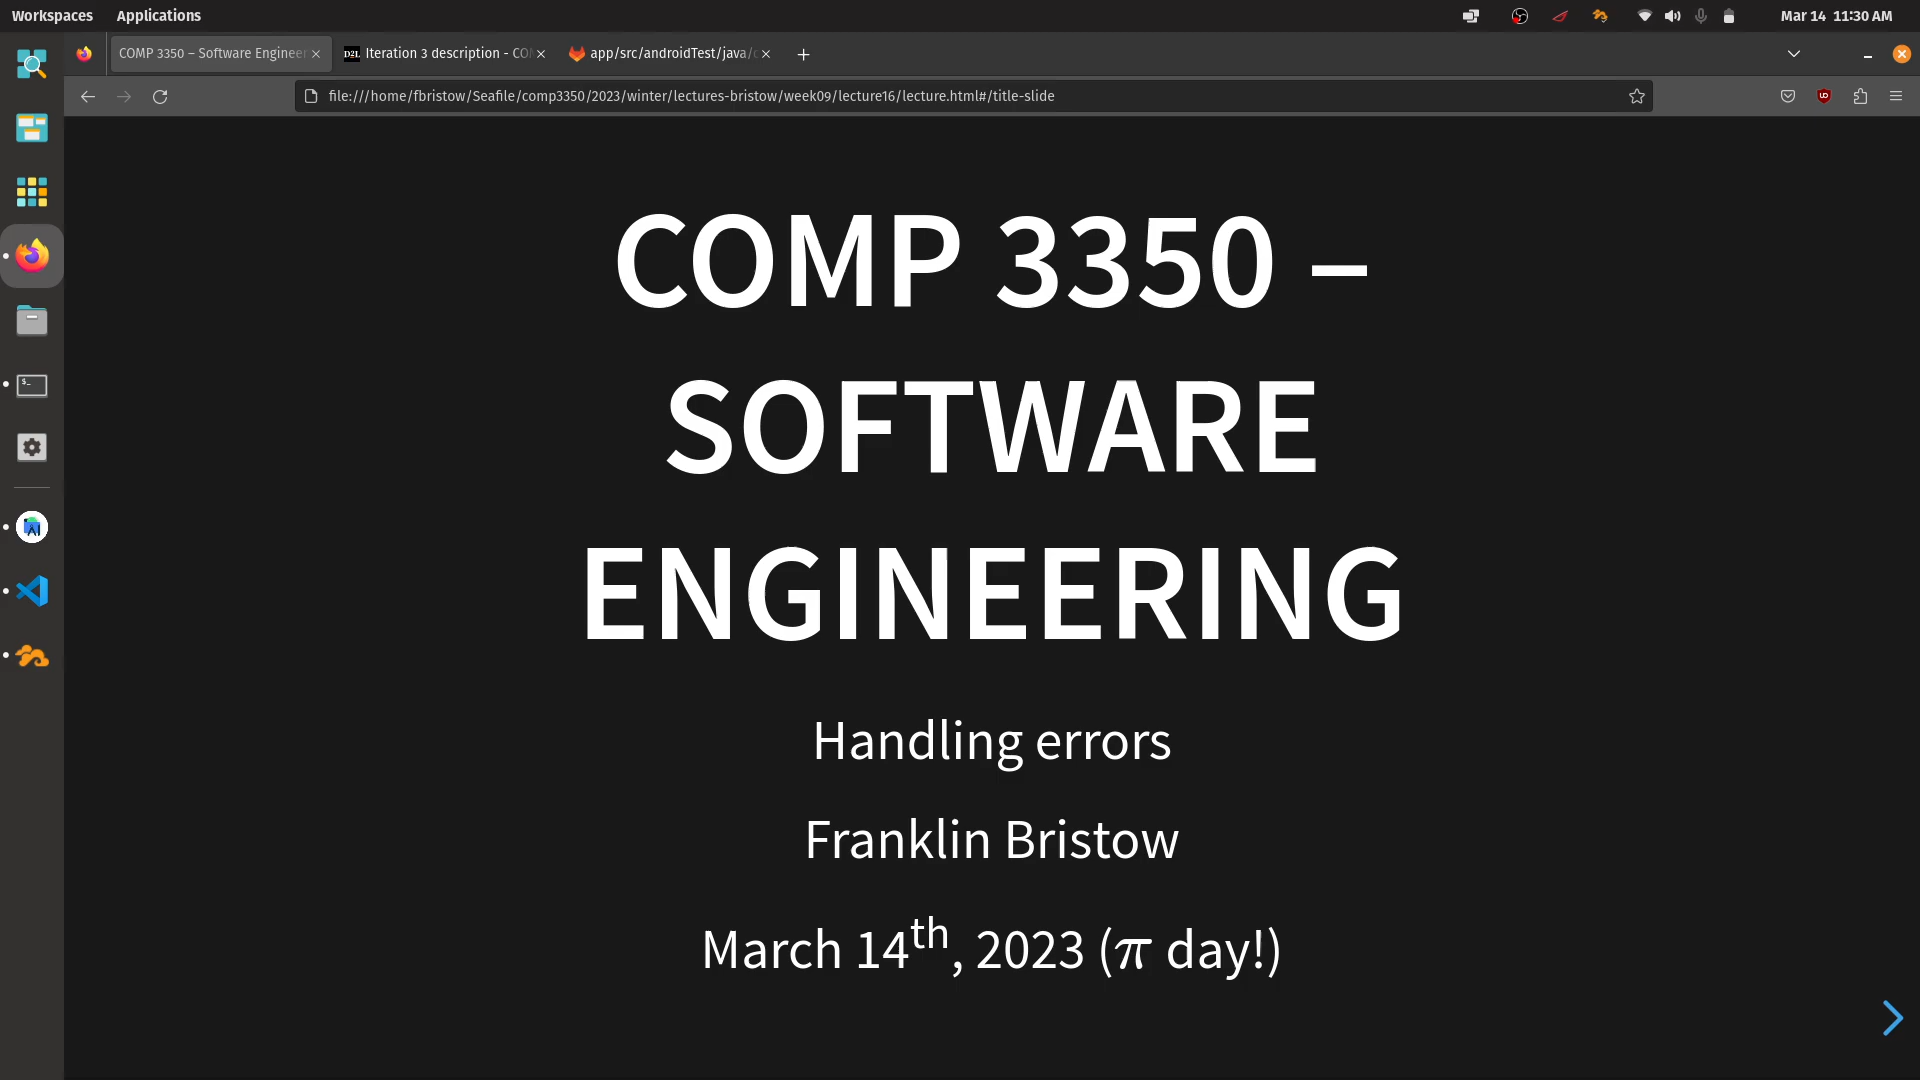 Workspaces Applications Mar 14 11:30 AM
COMP 3350 – Software Engineer D2L Iteration 3 description - CO app/src/androidTest/java/c
file:///home/fbristow/Seafile/comp3350/2023/winter/lectures-bristow/week09/lecture16/lecture.html#/title-slide
COMP 3350 –
SOFTWARE
ENGINEERING
Handling errors
Franklin Bristow
March 14th, 2023 (π day!)